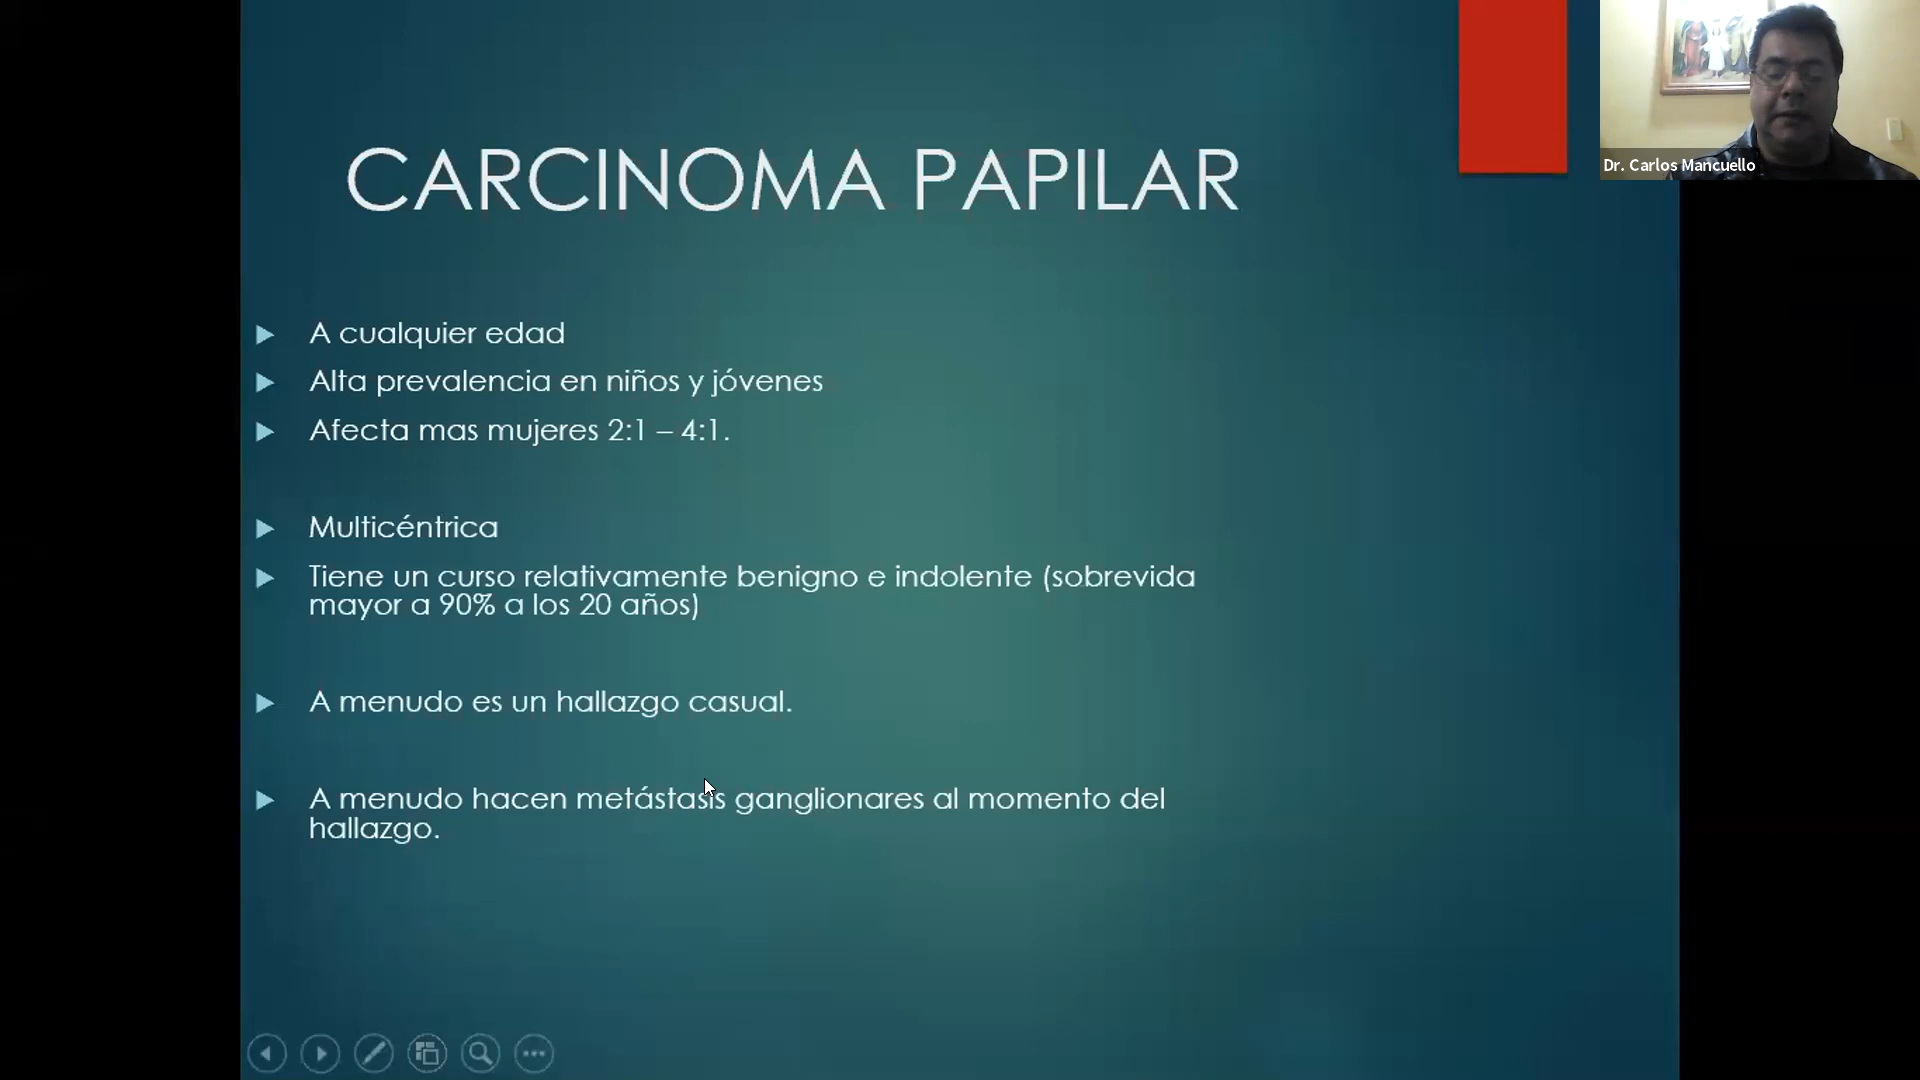 CARCINOMA PAPILAR
Dr. Carlos Mancuello
A cualquier edad
Alta prevalencia en niños y jóvenes
Afecta mas mujeres 2:1 – 4:1.
Multicéntrica
Tiene un curso relativamente benigno e indolente (sobrevida
mayor a 90% a los 20 años)
A menudo es un hallazgo casual.
A menudo hacen metástasis ganglionares al momento del
hallazgo.